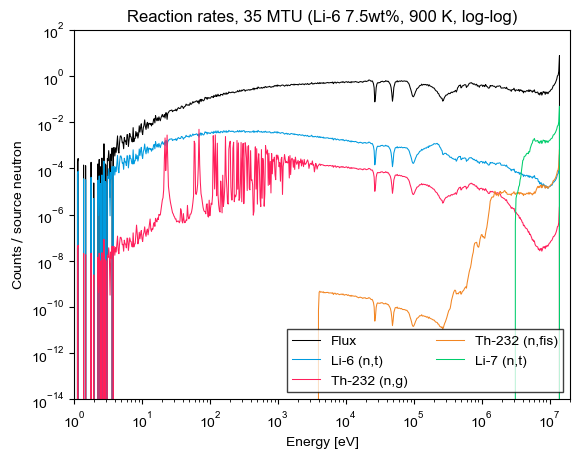 Reaction rates, 35 MTU (Li-6 7.5wt%, 900 K, log-log)
Counts / source neutron
10^2
10^0
10^-2
10^-4
10^-6
10^-8
10^-10
10^-12
10^-14
Flux
Li-6 (n,t)
Th-232 (n,g)
Th-232 (n,fis)
Li-7 (n,t)
10^0 10^1 10^2 10^3 10^4 10^5 10^6 10^7
Energy [eV]